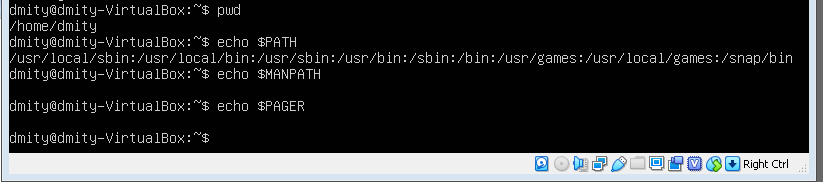 dmity@dmity-VirtualBox:~$ pwd
/home/dmity
dmity@dmity-VirtualBox:~$ echo $PATH
/usr/local/sbin:/usr/local/bin:/usr/sbin:/usr/bin:/sbin:/bin:/usr/games:/usr/local/games:/snap/bin
dmity@dmity-VirtualBox:~$ echo $MANPATH
dmity@dmity-VirtualBox:~$ echo $PAGER
dmity@dmity-VirtualBox:~$
Right Ctrl